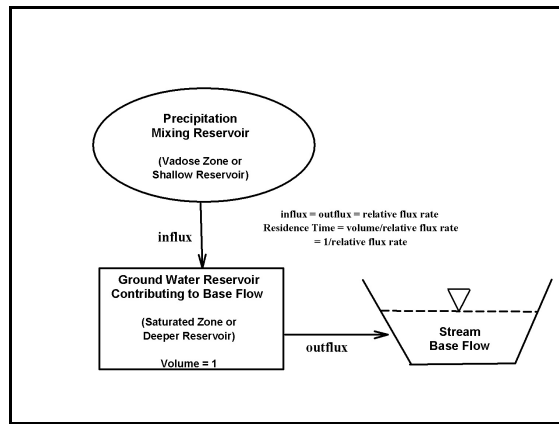 Precipitation
Mixing Reservoir
(Vadose Zone or
Shallow Reservoir)
influx = outflux = relative flux rate
Residence Time = volume/relative flux rate
= 1/relative flux rate
influx
Ground Water Reservoir
Contributing to Base Flow
(Saturated Zone or
Deeper Reservoir)
Volume = 1
outflux
Stream
Base Flow